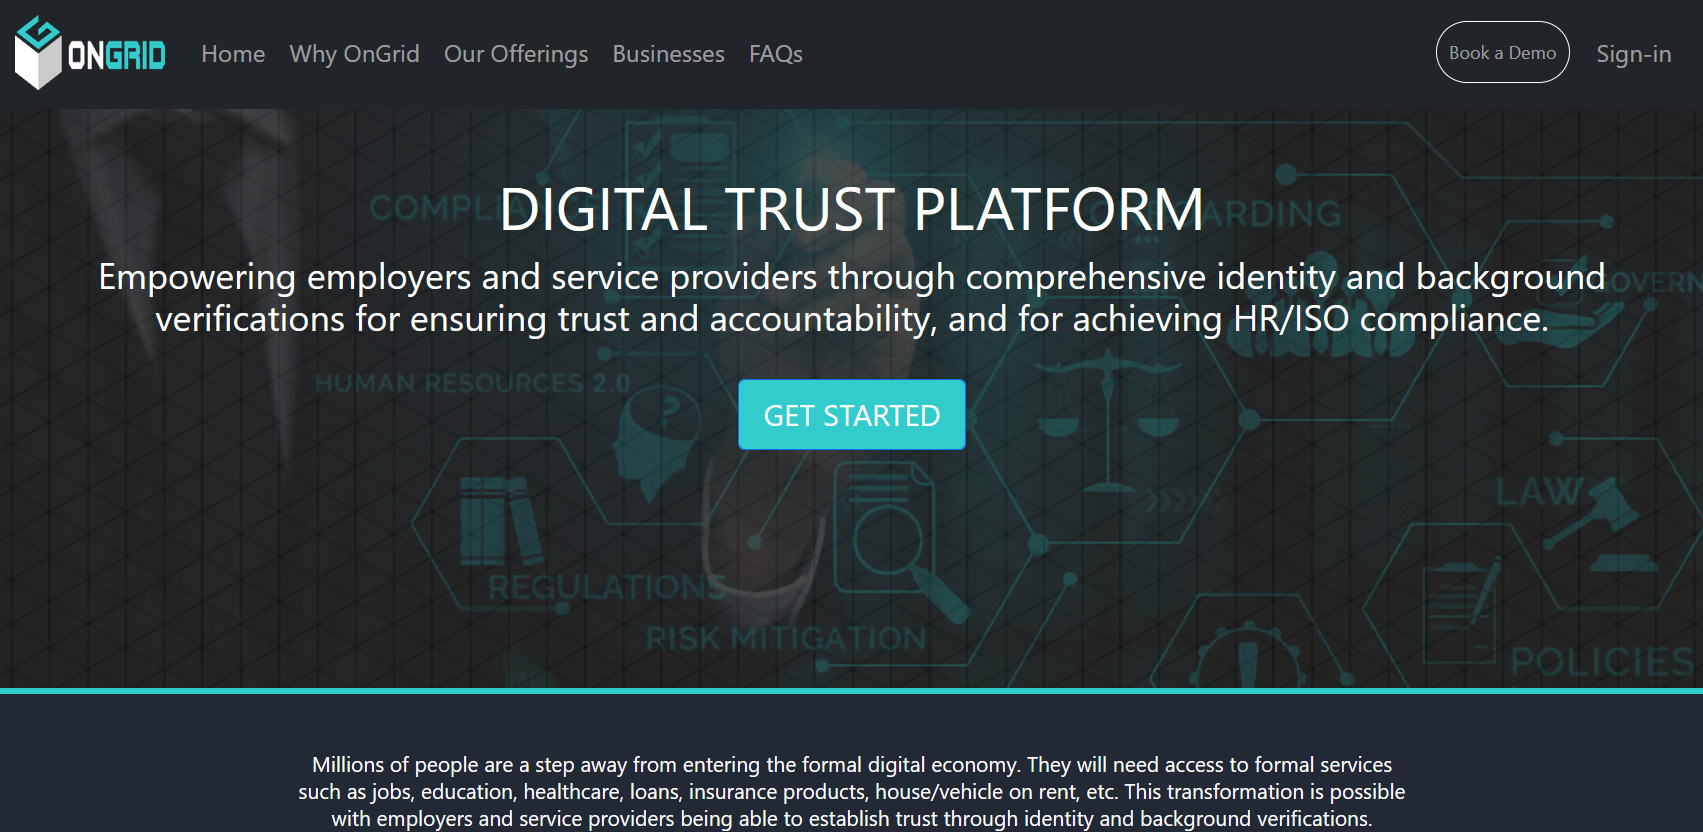 ONGRID
Home Why OnGrid Our Offerings Businesses FAQs
Book a Demo Sign-in
DIGITAL TRUST PLATFORM
Empowering employers and service providers through comprehensive identity and background
verifications for ensuring trust and accountability, and for achieving HR/ISO compliance.
HUMAN RESOURCES 2.0
GET STARTED
LAW
REGULATIONS
RISK MITIGATION
POLICIES
Millions of people are a step away from entering the formal digital economy. They will need access to formal services
such as jobs, education, healthcare, loans, insurance products, house/vehicle on rent, etc. This transformation is possible
with employers and service providers being able to establish trust through identity and background verifications.